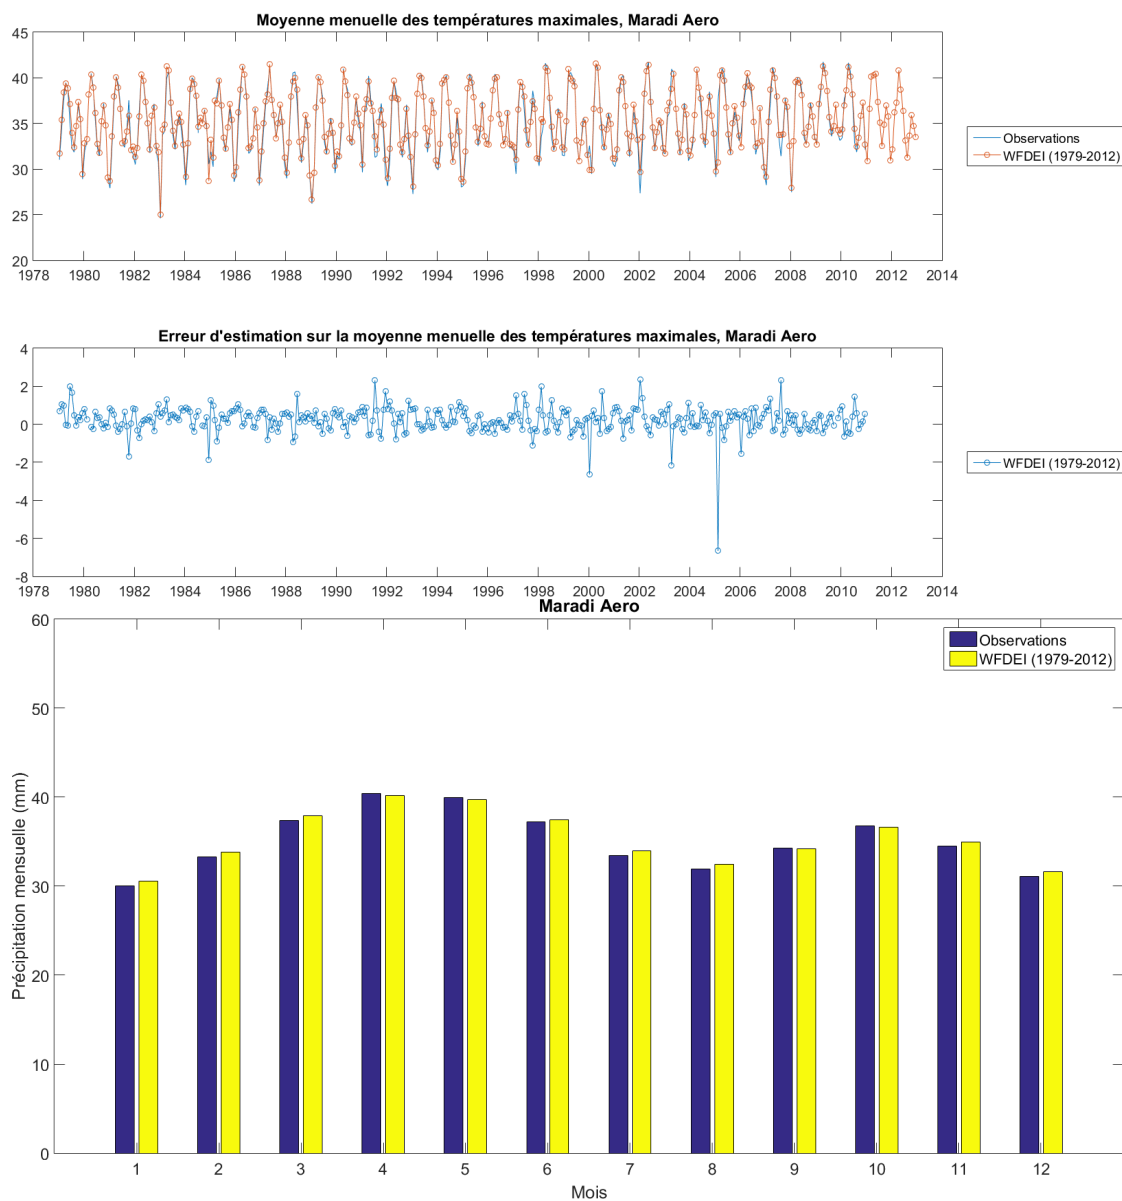 Moyenne menuelle des températures maximales, Maradi Aero
45
40
35
30
25
20
1978 1980 1982 1984 1986 1988 1990 1992 1994 1996 1998 2000 2002 2004 2006 2008 2010 2012 2014
Observations
WFDEI (1979-2012)
Erreur d'estimation sur la moyenne menuelle des températures maximales, Maradi Aero
4
2
0
-2
-4
-6
-8
1978 1980 1982 1984 1986 1988 1990 1992 1994 1996 1998 2000 2002 2004 2006 2008 2010 2012 2014
WFDEI (1979-2012)
Maradi Aero
60
50
40
30
20
10
0
Précipitation mensuelle (mm)
Observations
WFDEI (1979-2012)
1 2 3 4 5 6 7 8 9 10 11 12
Mois